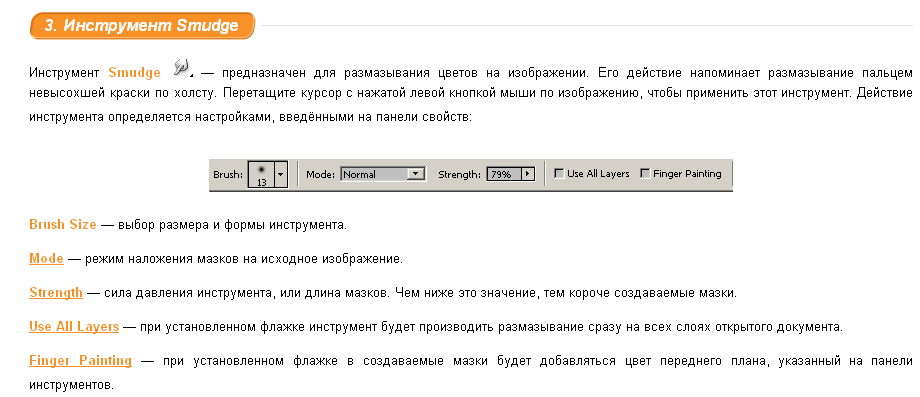 3. Инструмент Smudge
Инструмент Smudge — предназначен для размазывания цветов на изображении. Его действие напоминает размазывание пальцем
невысохшей краски по холсту. Перетащите курсор с нажатой левой кнопкой мыши по изображению, чтобы применить этот инструмент. Действие
инструмента определяется настройками, введёнными на панели свойств:
Brush: 13 Mode: Normal Strength: 79% Use All Layers Finger Painting
Brush Size — выбор размера и формы инструмента.
Mode — режим наложения мазков на исходное изображение.
Strength — сила давления инструмента, или длина мазков. Чем ниже это значение, тем короче создаваемые мазки.
Use All Layers — при установленном флажке инструмент будет производить размазывание сразу на всех слоях открытого документа.
Finger Painting — при установленном флажке в создаваемые мазки будет добавляться цвет переднего плана, указанный на панели
инструментов.